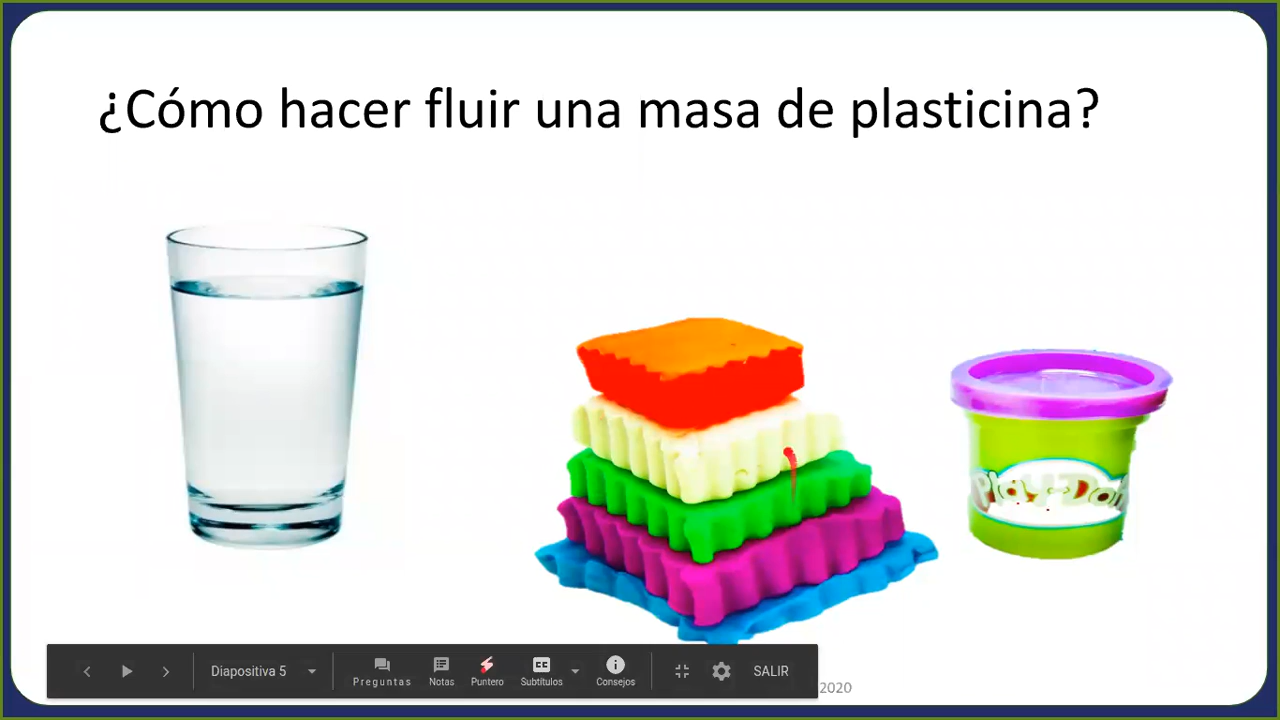 ¿Cómo hacer fluir una masa de plasticina?
Play-Doh
Diapositiva 5
Preguntas
Notas
Puntero
Subtítulos
Consejos
SALIR
2020